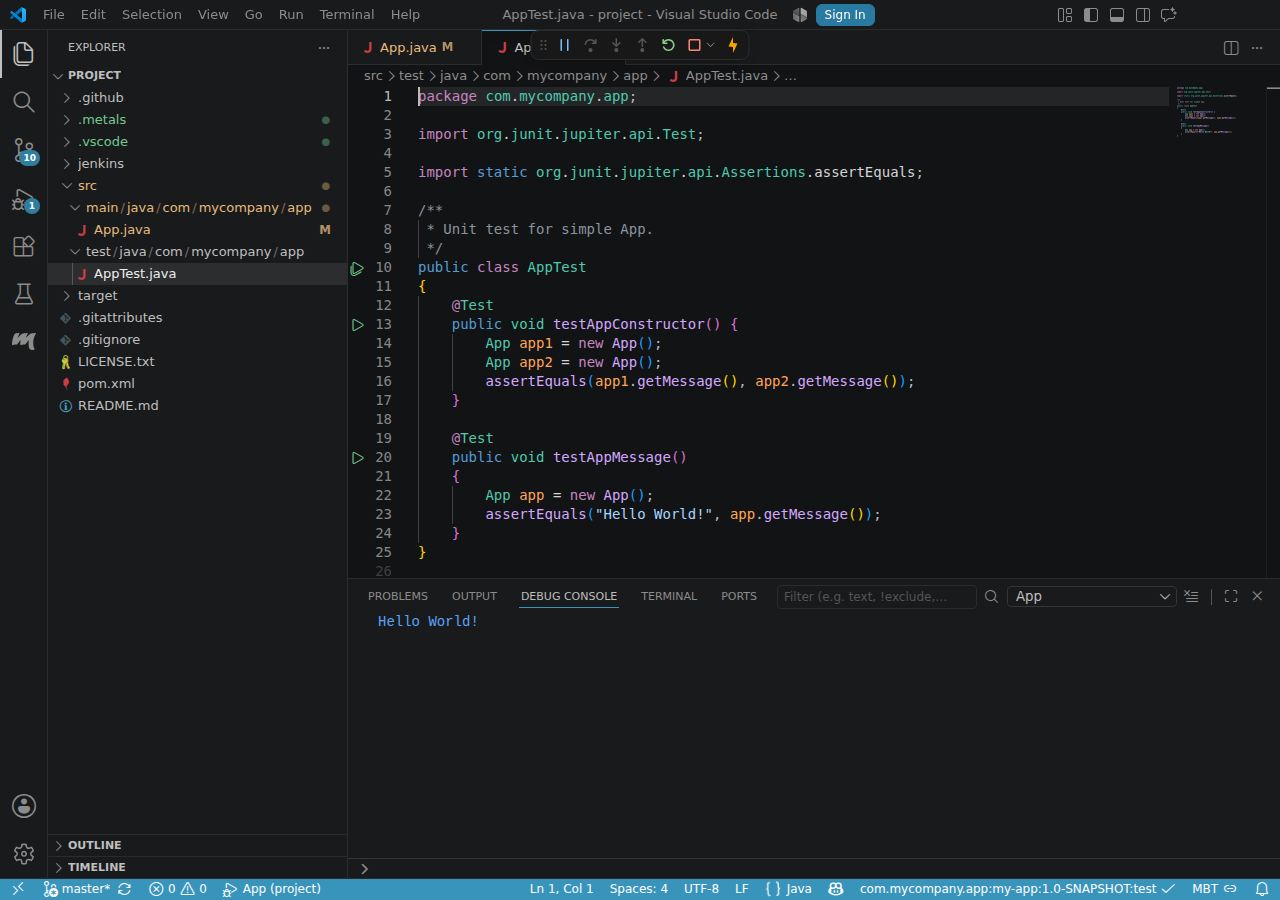 File Edit Selection View Go Run Terminal Help AppTest.java - project - Visual Studio Code Sign In
EXPLORER
PROJECT
.github
.metals
.vscode
jenkins
src
main/java/com/mycompany/app
App.java M
test/java/com/mycompany/app
AppTest.java
target
.gitattributes
.gitignore
LICENSE.txt
pom.xml
README.md
OUTLINE
TIMELINE
10
1
App.java M
Ap
src > test > java > com > mycompany > app > AppTest.java > ...
1 package com.mycompany.app;
2
3 import org.junit.jupiter.api.Test;
4
5 import static org.junit.jupiter.api.Assertions.assertEquals;
6
7 /**
8 * Unit test for simple App.
9 */
10 public class AppTest
11 {
12 @Test
13 public void testAppConstructor() {
14 App app1 = new App();
15 App app2 = new App();
16 assertEquals(app1.getMessage(), app2.getMessage());
17 }
18
19 @Test
20 public void testAppMessage()
21 {
22 App app = new App();
23 assertEquals("Hello World!", app.getMessage());
24 }
25 }
26
PROBLEMS OUTPUT DEBUG CONSOLE TERMINAL PORTS Filter (e.g. text, !exclude,... App
Hello World!
master* 0 0 App (project) Ln 1, Col 1 Spaces: 4 UTF-8 LF { } Java com.mycompany.app:my-app:1.0-SNAPSHOT:test MBT